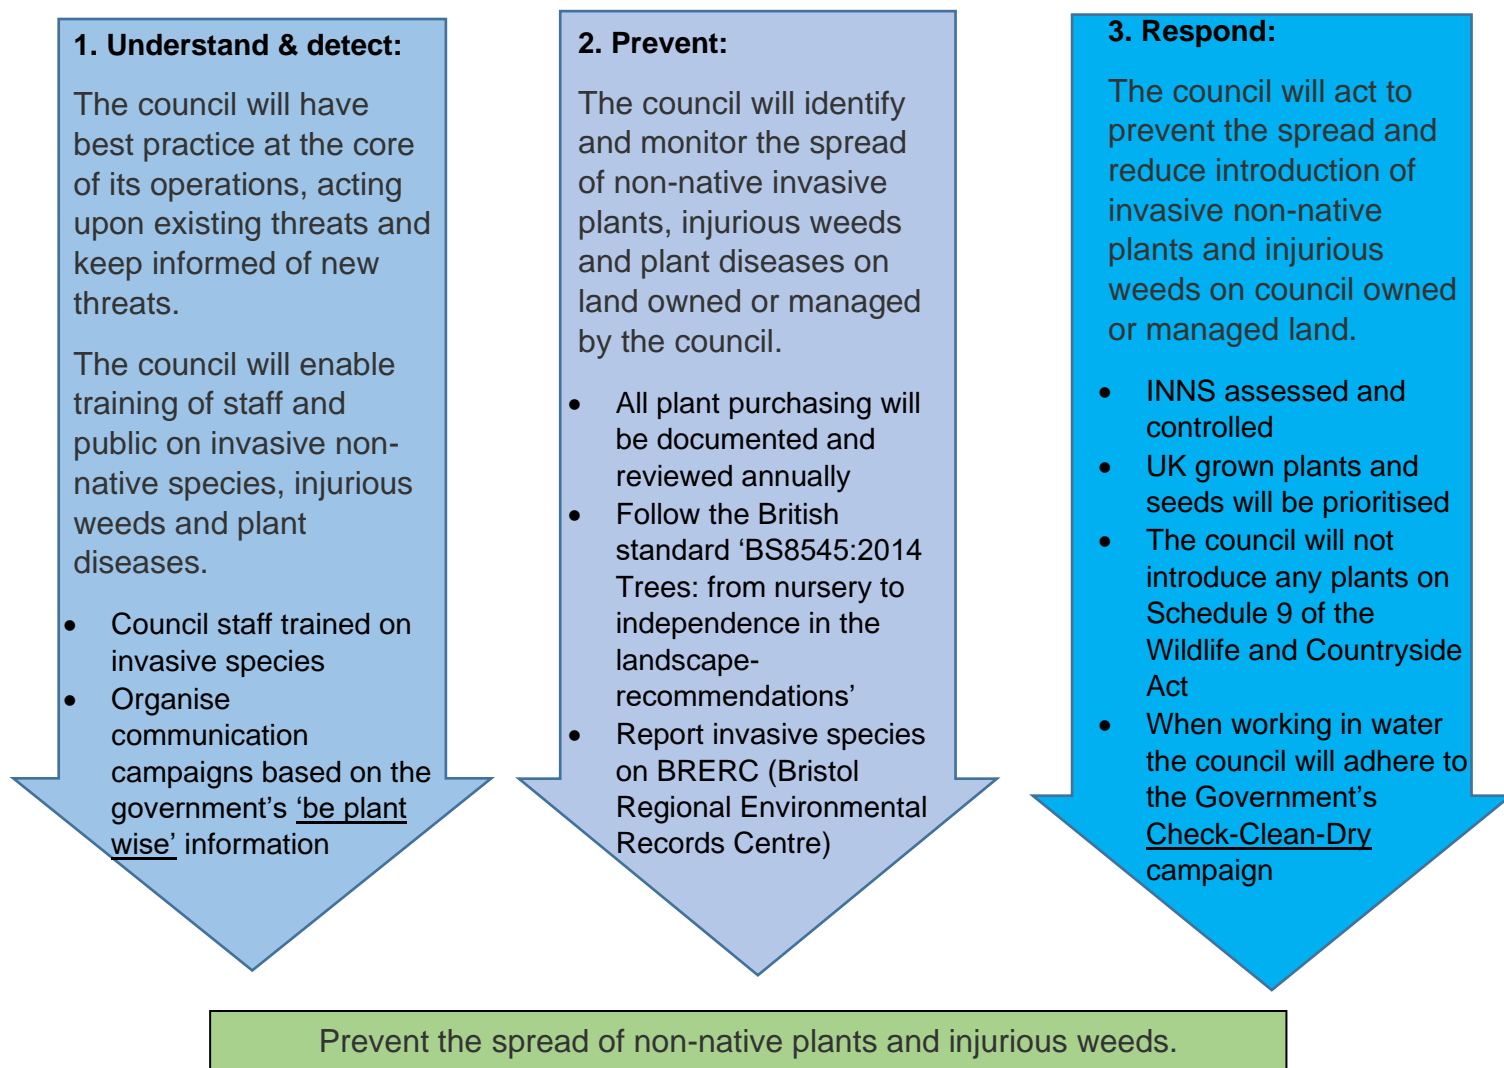 1. Understand & detect:
The council will have
best practice at the core
of its operations, acting
upon existing threats and
keep informed of new
threats.
The council will enable
training of staff and
public on invasive non-
native species, injurious
weeds and plant
diseases.
• Council staff trained on
invasive species
• Organise
communication
campaigns based on the
government’s ‘be plant
wise’ information
2. Prevent:
The council will identify
and monitor the spread
of non-native invasive
plants, injurious weeds
and plant diseases on
land owned or managed
by the council.
• All plant purchasing will
be documented and
reviewed annually
• Follow the British
standard ‘BS8545:2014
Trees: from nursery to
independence in the
landscape-
recommendations’
• Report invasive species
on BRERC (Bristol
Regional Environmental
Records Centre)
3. Respond:
The council will act to
prevent the spread and
reduce introduction of
invasive non-native
plants and injurious
weeds on council owned
or managed land.
• INNS assessed and
controlled
• UK grown plants and
seeds will be prioritised
• The council will not
introduce any plants on
Schedule 9 of the
Wildlife and Countryside
Act
• When working in water
the council will adhere to
the Government’s
Check-Clean-Dry
campaign
Prevent the spread of non-native plants and injurious weeds.